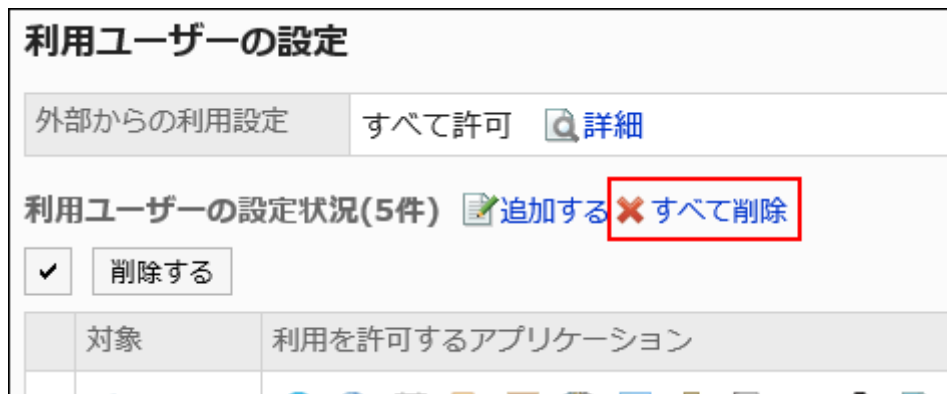 利用ユーザーの設定
外部からの利用設定 すべて許可 詳細
利用ユーザーの設定状況(5件) 追加する すべて削除
削除する
対象 利用を許可するアプリケーション